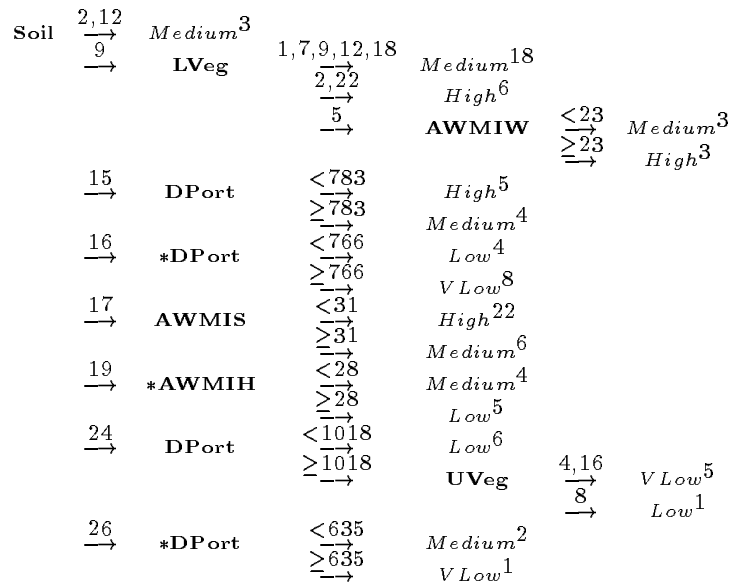 Soil 2,12 → Medium3
9 → LVeg 1,7,9,12,18 → Medium18
2,22 → High6
5 → AWMIW <23 → Medium3
≥23 → High3
15 → DPort <783 → High5
≥783 → Medium4
16 → *DPort <766 → Low4
≥766 → VLow8
17 → AWMIS <31 → High22
≥31 → Medium6
19 → *AWMIH <28 → Medium4
≥28 → Low5
24 → DPort <1018 → Low6
≥1018 → UVeg 4,16 → VLow5
8 → Low1
26 → *DPort <635 → Medium2
≥635 → VLow1